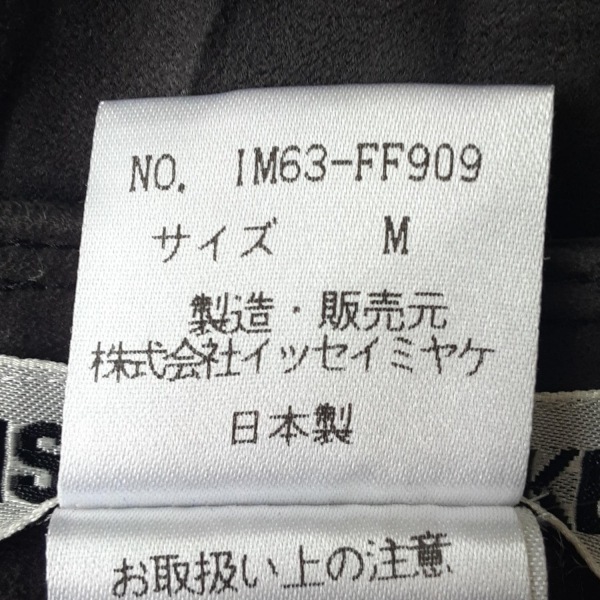 NO. IM63-FF909
サイズ M
製造・販売元
株式会社イッセイミヤケ
日本製
お取扱い上の注意